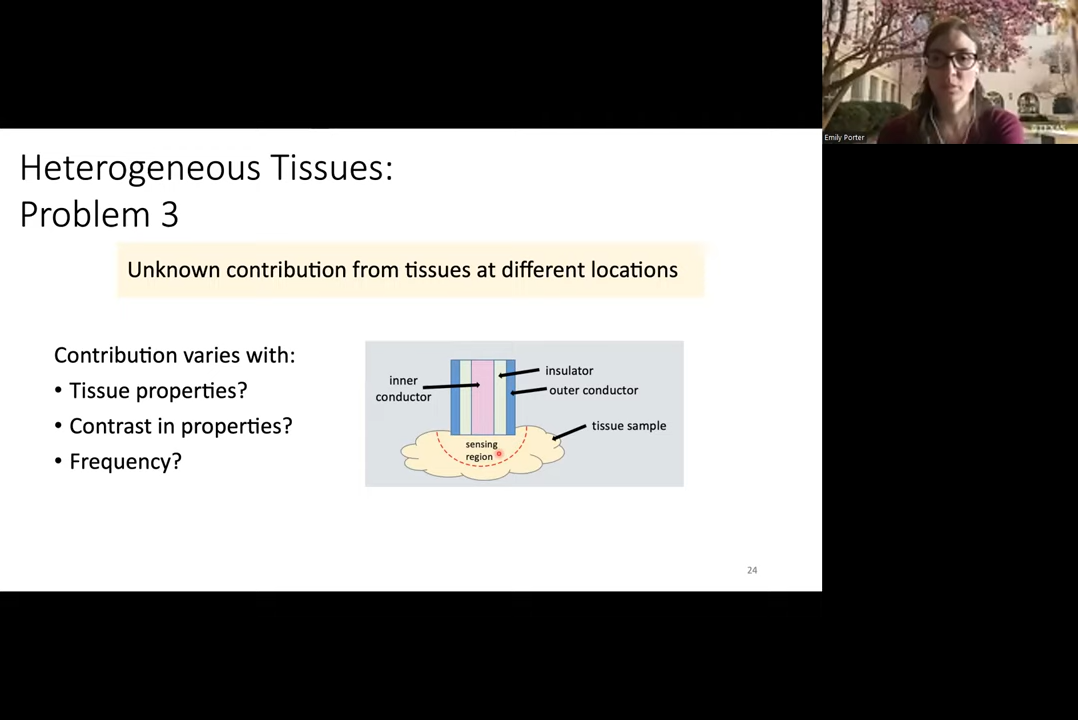 Emily Porter
Heterogeneous Tissues:
Problem 3
Unknown contribution from tissues at different locations
Contribution varies with:
• Tissue properties?
• Contrast in properties?
• Frequency?
inner
conductor
insulator
outer conductor
tissue sample
sensing
region
24